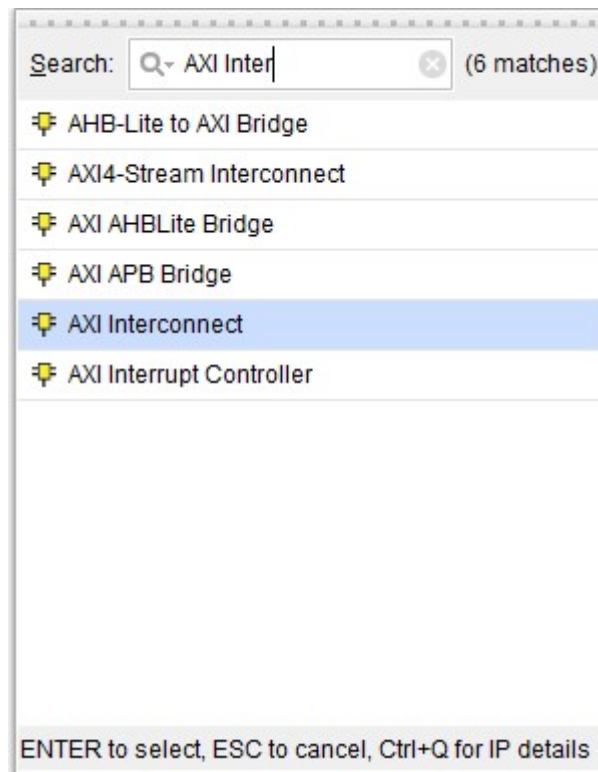 Search: AXI Inter (6 matches)
AHB-Lite to AXI Bridge
AXI4-Stream Interconnect
AXI AHBLite Bridge
AXI APB Bridge
AXI Interconnect
AXI Interrupt Controller
ENTER to select, ESC to cancel, Ctrl+Q for IP details